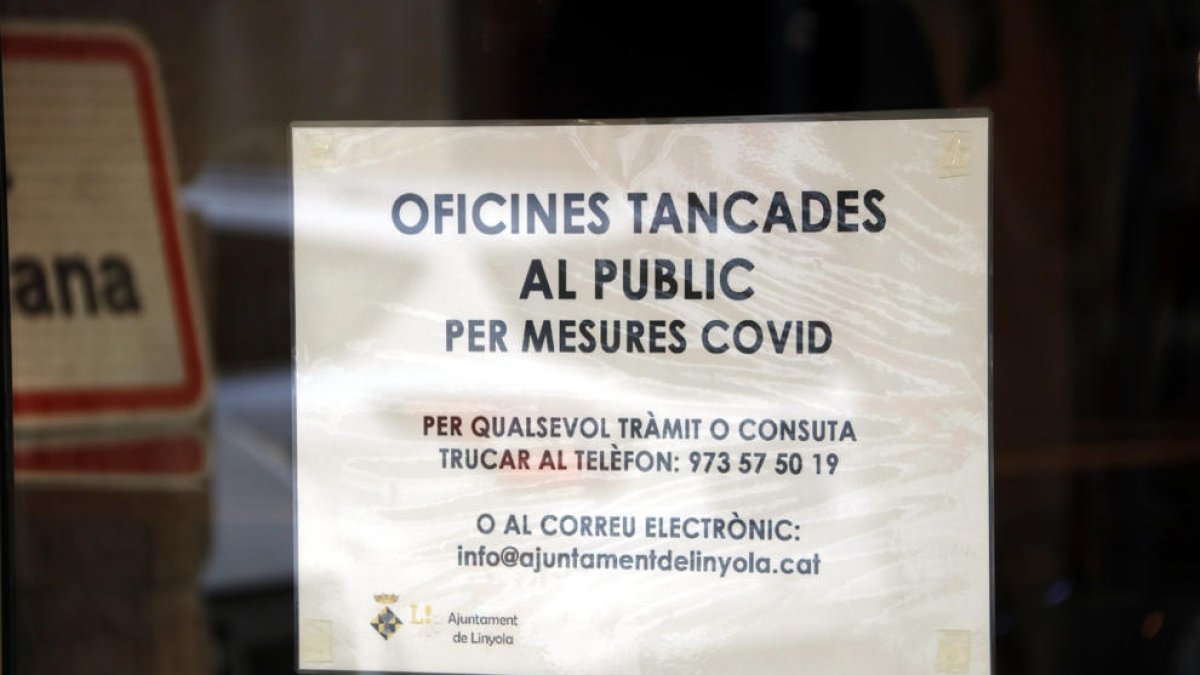 OFICINES TANCADES
AL PUBLIC
PER MESURES COVID
PER QUALSEVOL TRÀMIT O CONSUTA
TRUCAR AL TELÈFON: 973 57 50 19
O AL CORREU ELECTRÒNIC:
info@ajuntamentdelinyola.cat
L!
Ajuntament
de Linyola